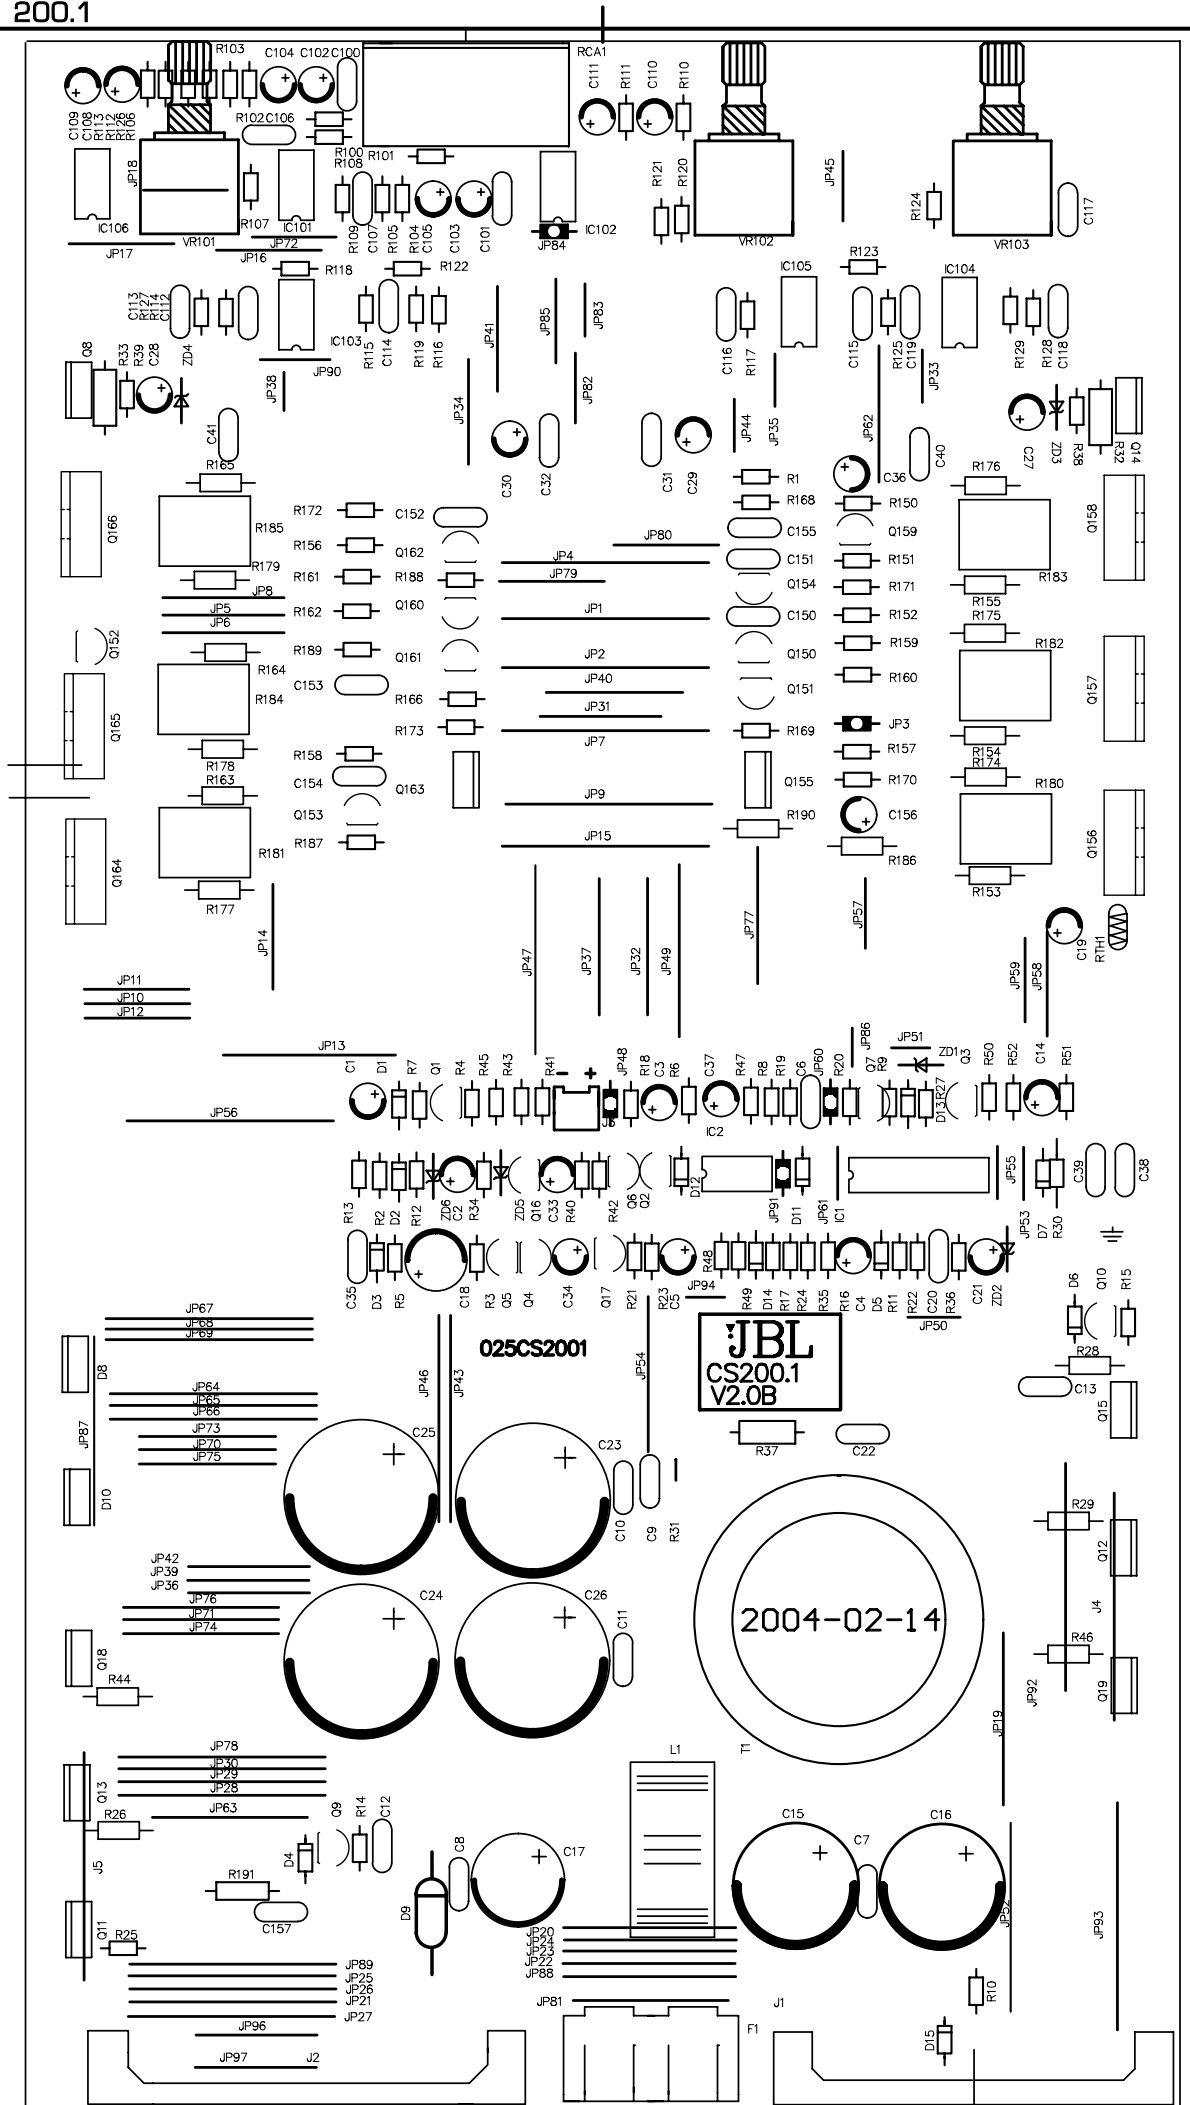 200.1
R103 C104 C102 C100 RCA1 C111 R111 C110 R110
C109 C108 R113 R112 R126 R106 R102 C106
JP18 R100 R108 R101 R121 R120 JP45 R124 C117
IC106 R107 IC101 R109 C107 R105 R104 C105 C103 C101 IC102
JP17 VR101 JP16 JP72 JP84 VR102 VR103
R118 R122 R123 IC105 IC104
C113 R127 R114 C112 IC103 R115 C114 R119 R116 JP41 JP85 JP83 C116 R117 C115 R125 C119 R129 R128 C118
Q8 R33 R39 C28 ZD4 JP38 JP90 JP34 JP82 JP44 JP35 JP62 JP33
C41 C30 C32 C31 C29 C36 C40 C27 ZD3 R38 R32 Q14
R165 R1 R176
Q166 R185 R172 C152 R168 R150 Q158
R156 Q162 JP80 C155 Q159
R179 R161 R188 JP4 C151 R151 R183
JP8 JP79 Q154 R171 R155
JP5 R162 Q160 JP1 C150 R152 R175
JP6
Q152 R164 R189 Q161 JP2 Q150 R159 R182
R184 C153 R166 JP40 Q151 R160 Q157
Q165 R173 JP31 R169 JP3
R178 R158 JP7 R157 R154
R163 C154 Q163 Q155 R170 R174 R180
Q153 JP9 R190 C156
Q164 R181 R187 JP15 R186 Q156
R177 R153
JP14 JP47 JP37 JP32 JP49 JP77 JP57 JP59 JP58 C19 RTH1
JP11
JP10
JP12
JP13 C1 D1 R7 Q1 R4 R45 R43 R41 - + JP48 R18 C3 R6 C37 R47 R8 R19 C6 JP60 R20 JP86 Q7 R9 JP51 ZD1 Q3 R50 R52 C14 R51
JP56 IC2 D13 R27
R13 R2 D2 R12 ZD6 C2 R34 ZD5 Q16 C33 R40 R42 Q6 Q2 D12 JP91 D11 JP61 IC1 JP55 JP53 D7 R30 C39 C38
C35 D3 R5 C18 R3 Q5 Q4 C34 Q17 R21 R23 C5 R48 JP94 R49 D14 R17 R24 R35 R16 C4 D5 R11 R22 C20 R36 C21 ZD2 D6 Q10 R15
JP67
JP68
JP69 JP50
D8 JP46 JP43 025CS2001 JP54 JBL R28
CS200.1
V2.0B
JP64
JP65
JP66 C13 Q15
JP87 JP73 C25 C23 R37 C22
JP70
JP75
D10 C10 C9 R31 R29 Q12
JP42
JP39
JP36
JP76 C24 C26 C11 2004-02-14 J4
JP71
JP74
Q18 R44 R46 JP92 Q19 JP19
JP78 L1 T1
JP30
JP29
JP28
Q13 R26 JP63 Q9 R14 C12 C15 C16
J5 D4 C8 C17 C7
R191 D9 JP52 JP93
Q11 R25 C157 JP20
JP24
JP23
JP89 JP22
JP25 JP88
JP26 R10
JP21 JP81 J1
JP27
JP96 F1 D15
JP97 J2